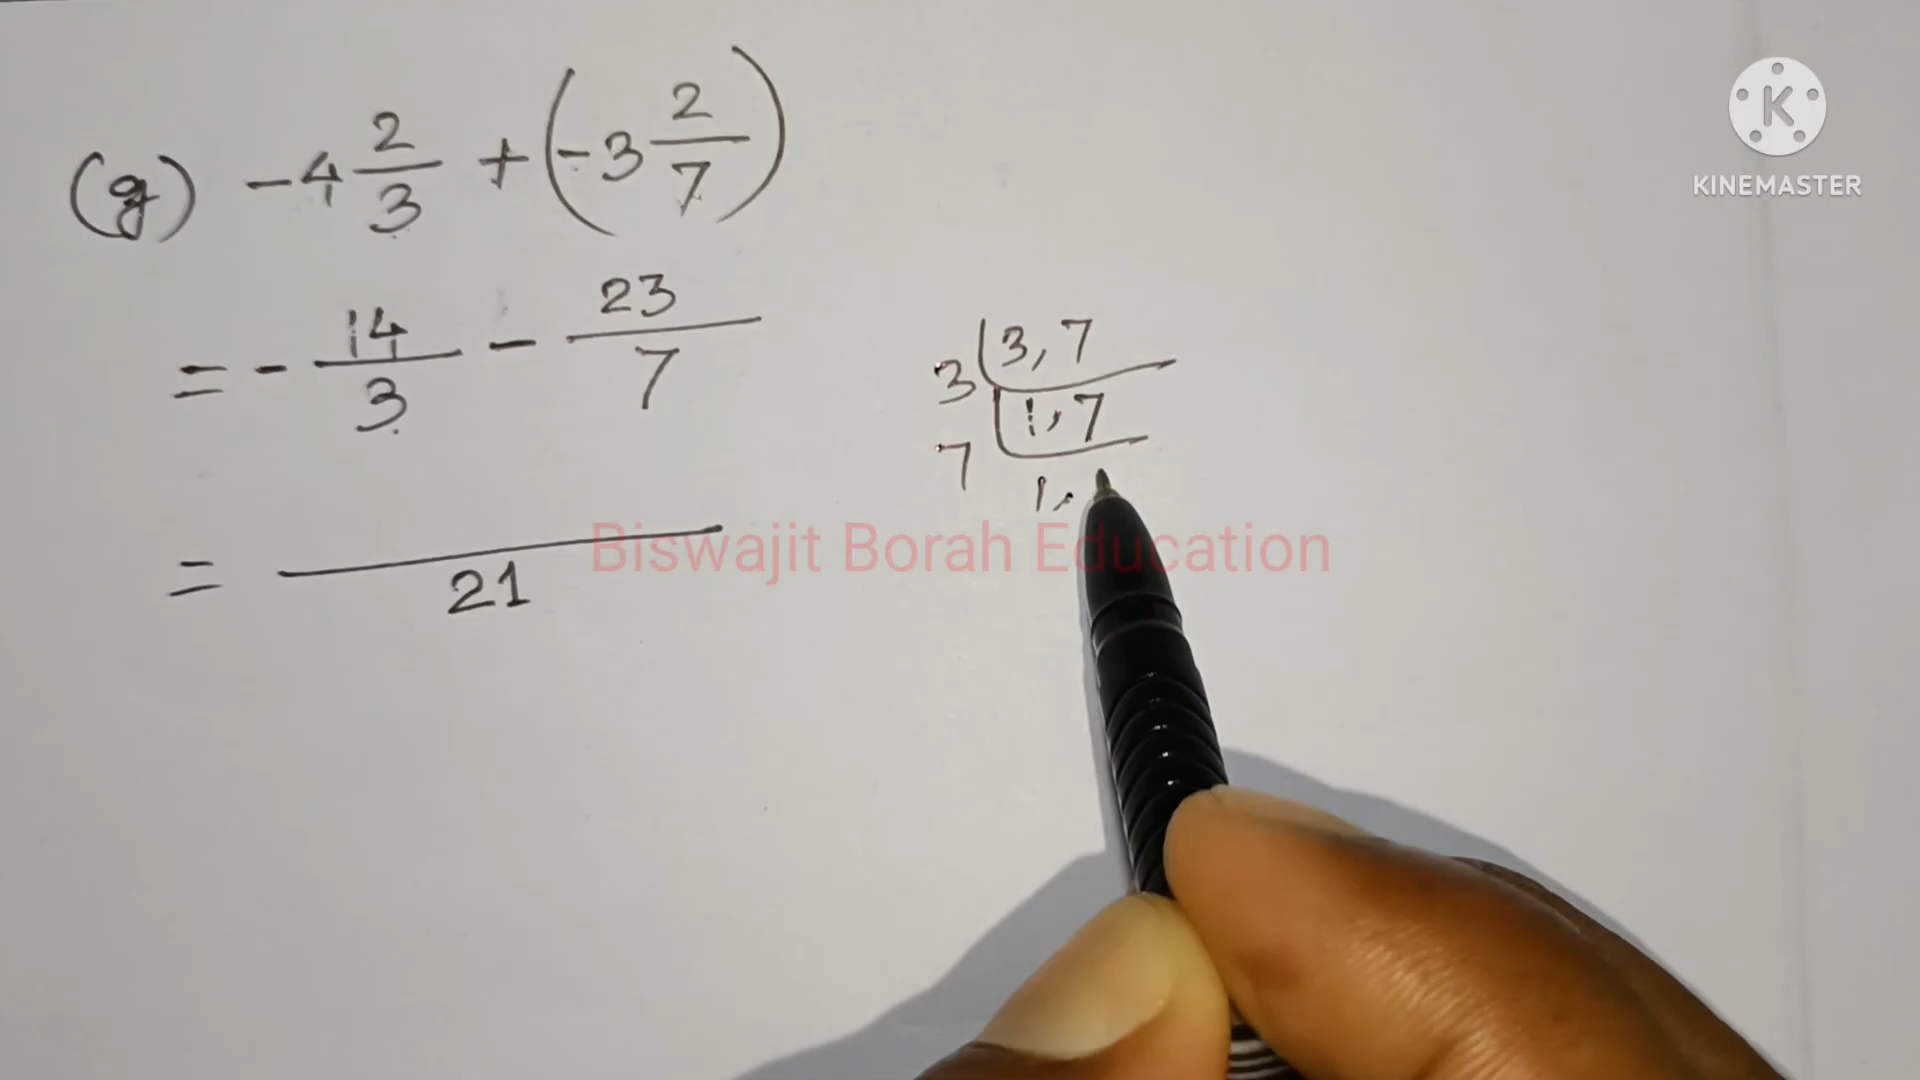 (g) -4 2/3 + (-3 2/7)
= - 14/3 - 23/7
= /21
3 | 3, 7
7 | 1, 7
1,
KINEMASTER
Biswajit Borah Education